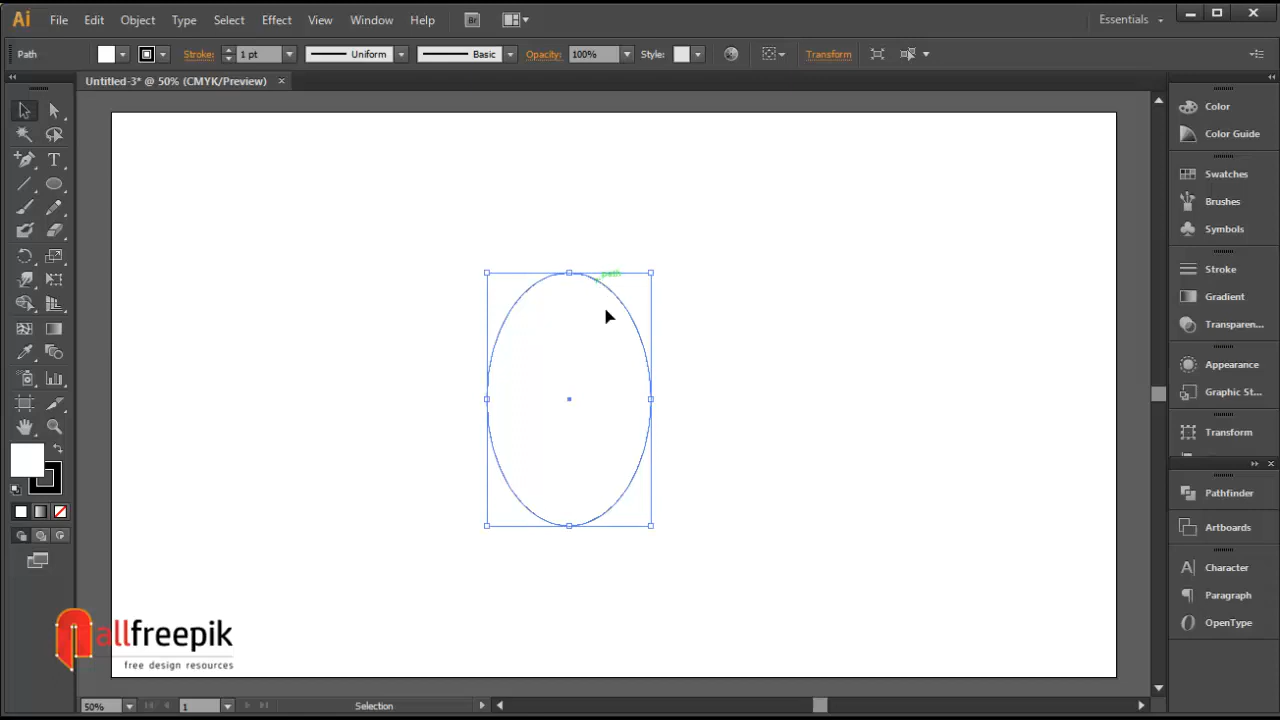 Ai File Edit Object Type Select Effect View Window Help Br Essentials
Path Stroke: 1 pt Uniform Basic Opacity: 100% Style: Transform
Untitled-3* @ 50% (CMYK/Preview)
Color
Color Guide
Swatches
Brushes
Symbols
Stroke
Gradient
Transparen...
Appearance
Graphic St...
Transform
Pathfinder
Artboards
Character
Paragraph
OpenType
path
allfreepik
free design resources
50% 1 Selection